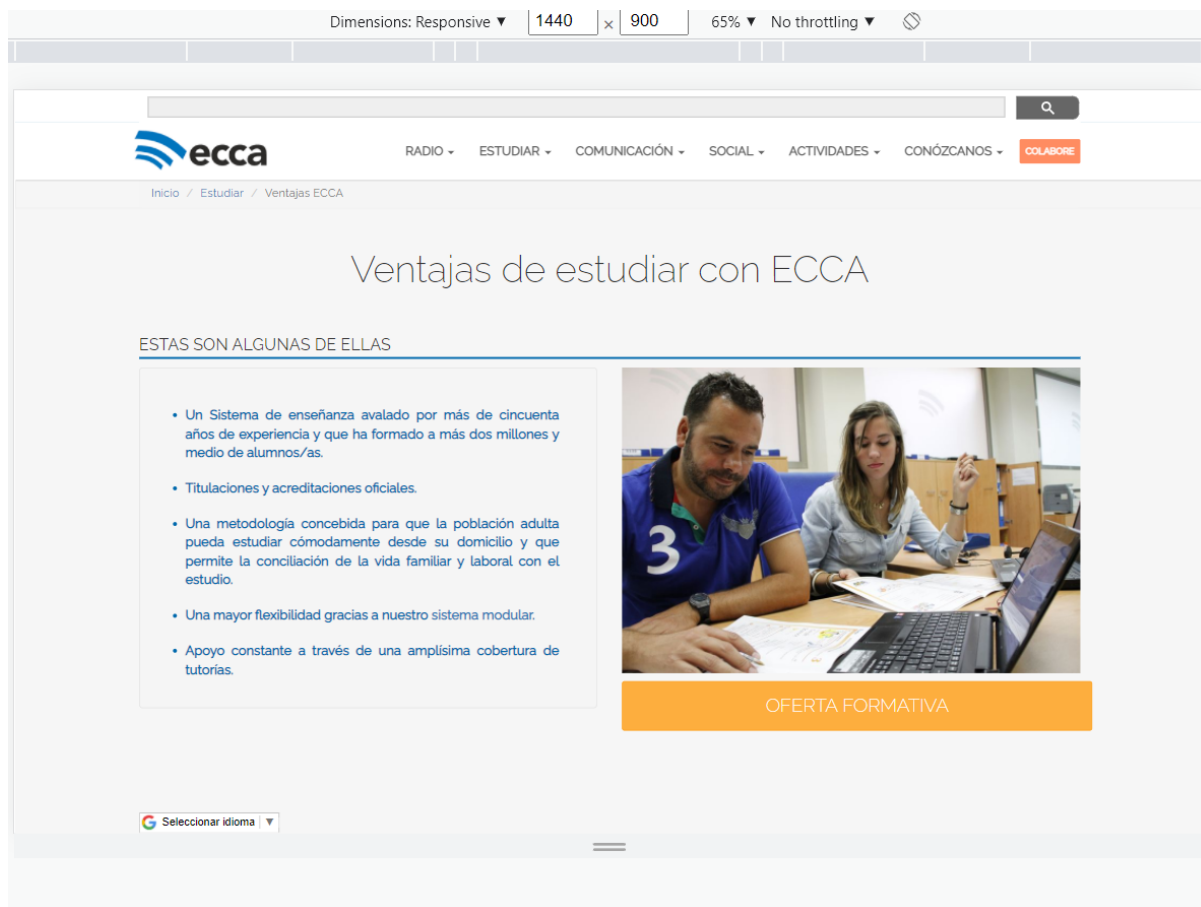 Dimensions: Responsive ▼ 1440 × 900 65% ▼ No throttling ▼
ecca
RADIO ESTUDIAR COMUNICACIÓN SOCIAL ACTIVIDADES CONÓZCANOS COLABORE
Inicio / Estudiar / Ventajas ECCA
Ventajas de estudiar con ECCA
ESTAS SON ALGUNAS DE ELLAS
• Un Sistema de enseñanza avalado por más de cincuenta
años de experiencia y que ha formado a más dos millones y
medio de alumnos/as.
• Titulaciones y acreditaciones oficiales.
• Una metodología concebida para que la población adulta
pueda estudiar cómodamente desde su domicilio y que
permite la conciliación de la vida familiar y laboral con el
estudio.
• Una mayor flexibilidad gracias a nuestro sistema modular.
• Apoyo constante a través de una amplísima cobertura de
tutorías.
3
OFERTA FORMATIVA
Seleccionar idioma ▼